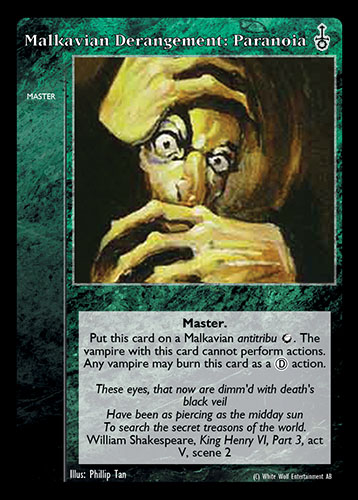 Malkavian Derangement: Paranoia
MASTER
Master.
Put this card on a Malkavian antitribu . The
vampire with this card cannot perform actions.
Any vampire may burn this card as a Ⓓ action.
These eyes, that now are dimm'd with death's
black veil
Have been as piercing as the midday sun
To search the secret treasons of the world.
William Shakespeare, King Henry VI, Part 3, act
V, scene 2
Illus: Phillip Tan
(C) White Wolf Entertainment AB